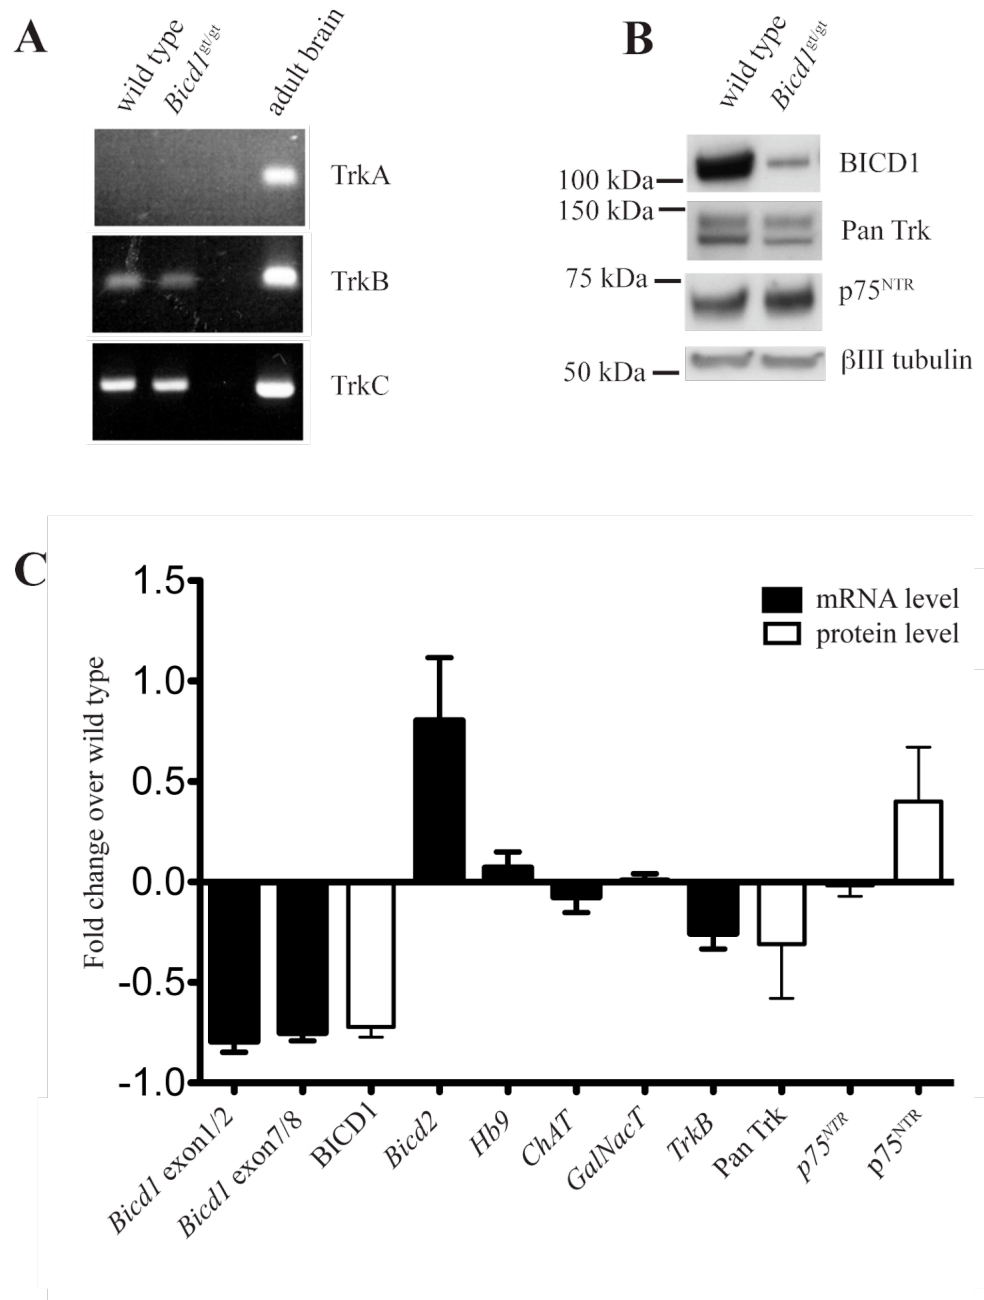 A
wild type
Bicd1gt/gt
adult brain
TrkA
TrkB
TrkC
B
wild type
Bicd1gt/gt
BICD1
100 kDa
150 kDa
Pan Trk
75 kDa
p75NTR
βIII tubulin
50 kDa
C
mRNA level
protein level
Fold change over wild type
1.5
1.0
0.5
0.0
-0.5
-1.0
Bicd1 exon1/2
Bicd1 exon7/8
BICD1
Bicd2
Hb9
ChAT
GalNacT
TrkB
Pan Trk
p75NTR
p75NTR